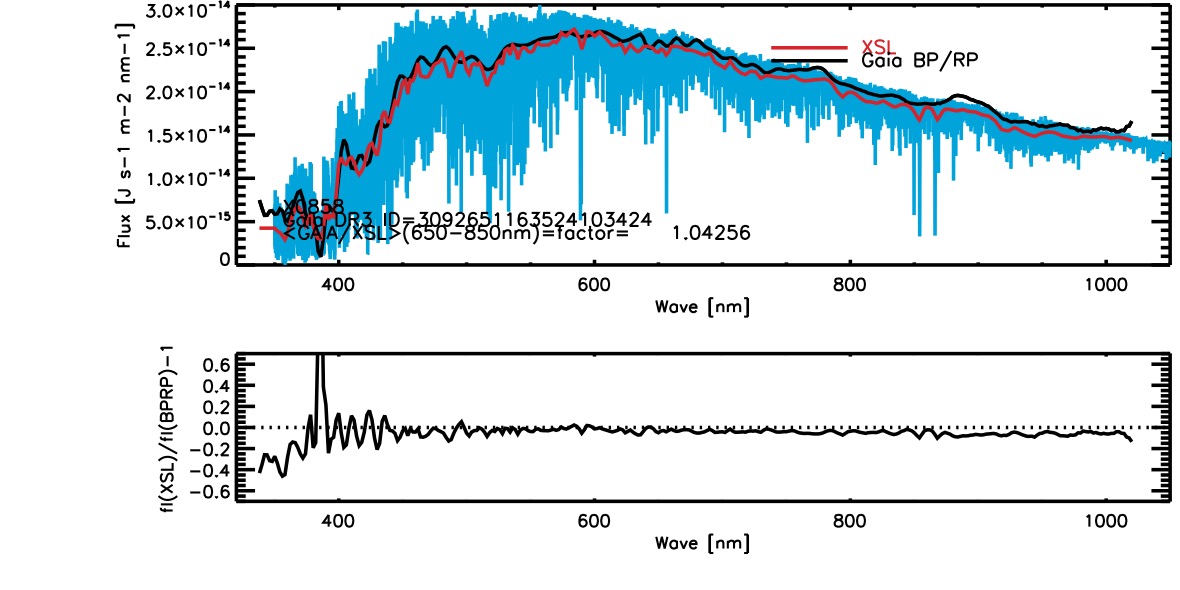 3.0×10⁻¹⁴
2.5×10⁻¹⁴
2.0×10⁻¹⁴
1.5×10⁻¹⁴
1.0×10⁻¹⁴
5.0×10⁻¹⁵
0
Flux [J s−1 m−2 nm−1]
XSL
Gaia BP/RP
X0858
Gaia DR3 ID=30926511163524103424
<GAIA/XSL>(650−850nm)=factor= 1.04256
400 600 800 1000
Wave [nm]
0.6
0.4
0.2
0.0
−0.2
−0.4
−0.6
fl(XSL)/fl(BPRP)−1
400 600 800 1000
Wave [nm]